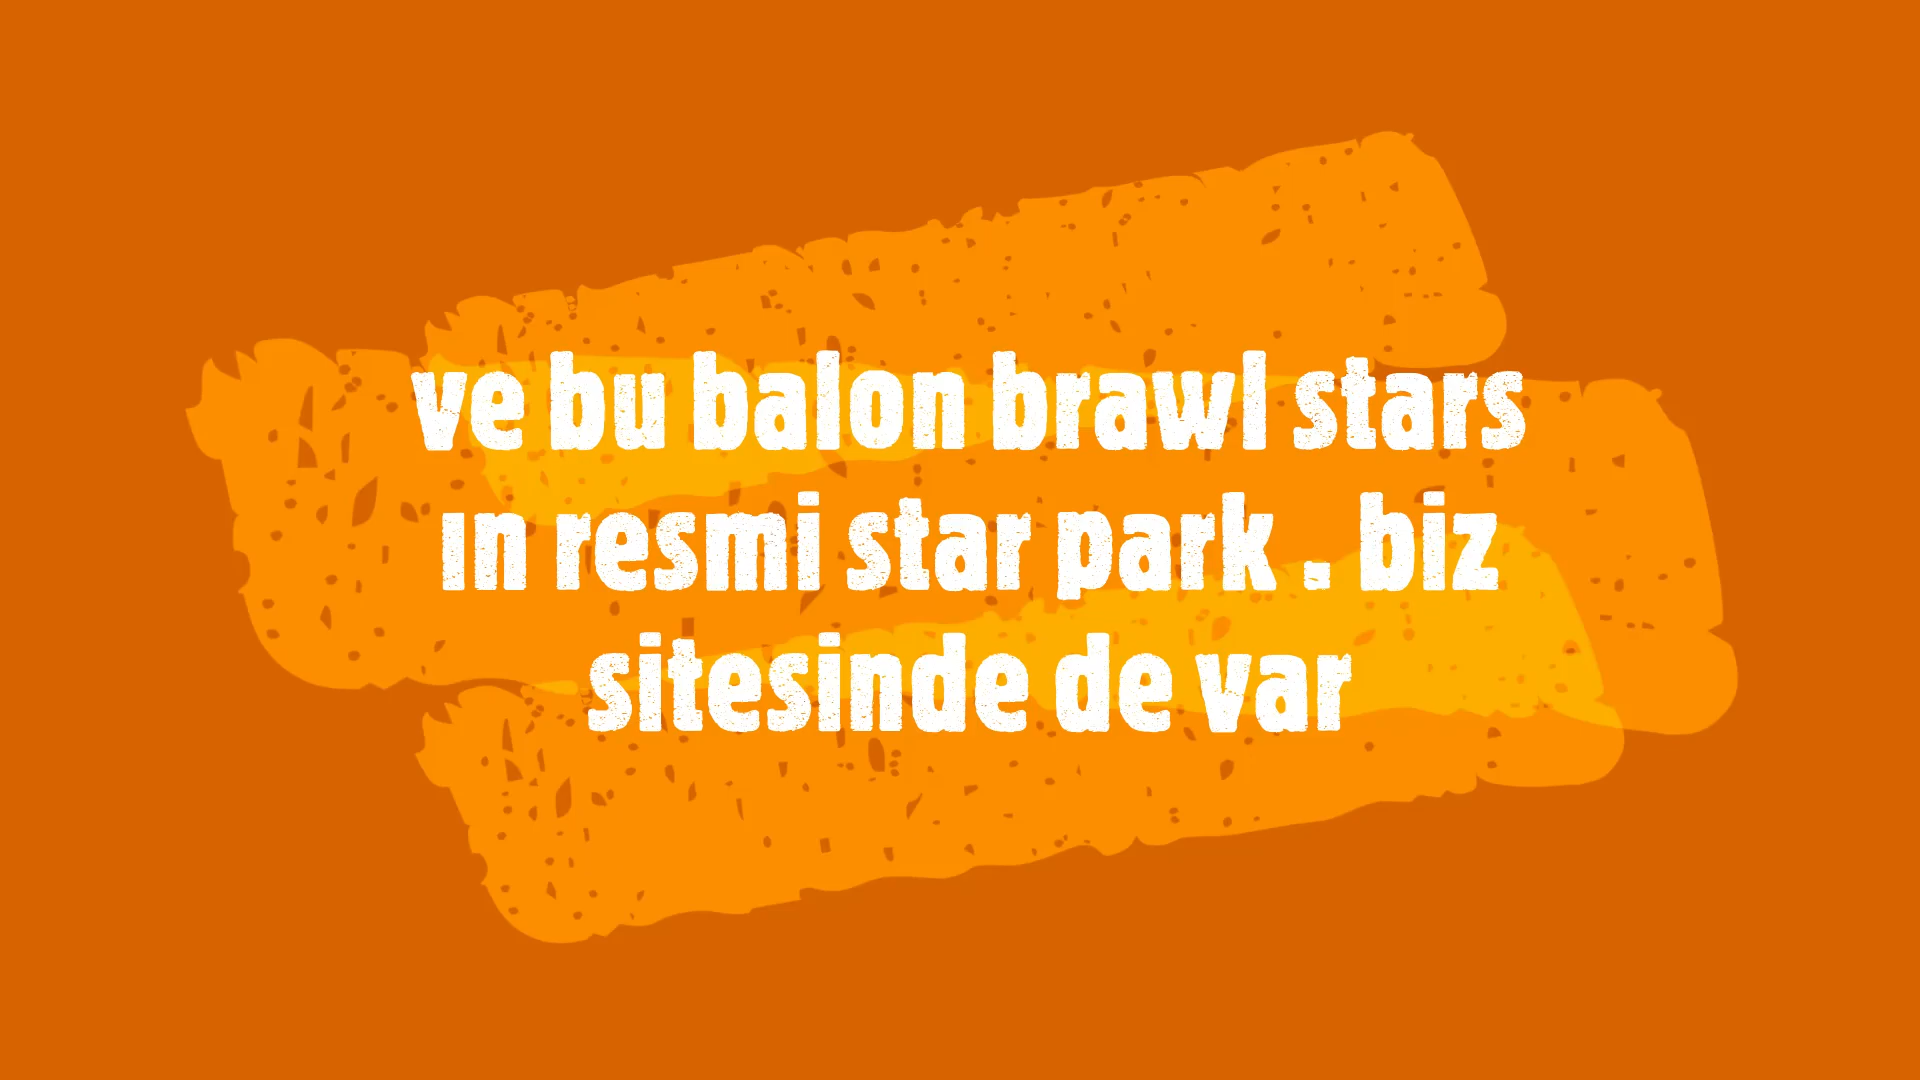 ve bu balon brawl stars
ın resmi star park . biz
sitesinde de var